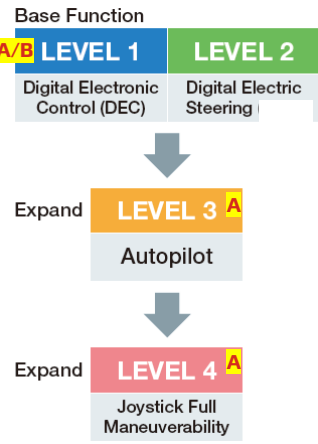 Base Function
A/B LEVEL 1 LEVEL 2
Digital Electronic
Control (DEC)
Digital Electric
Steering (
Expand LEVEL 3 A
Autopilot
Expand LEVEL 4 A
Joystick Full
Maneuverability